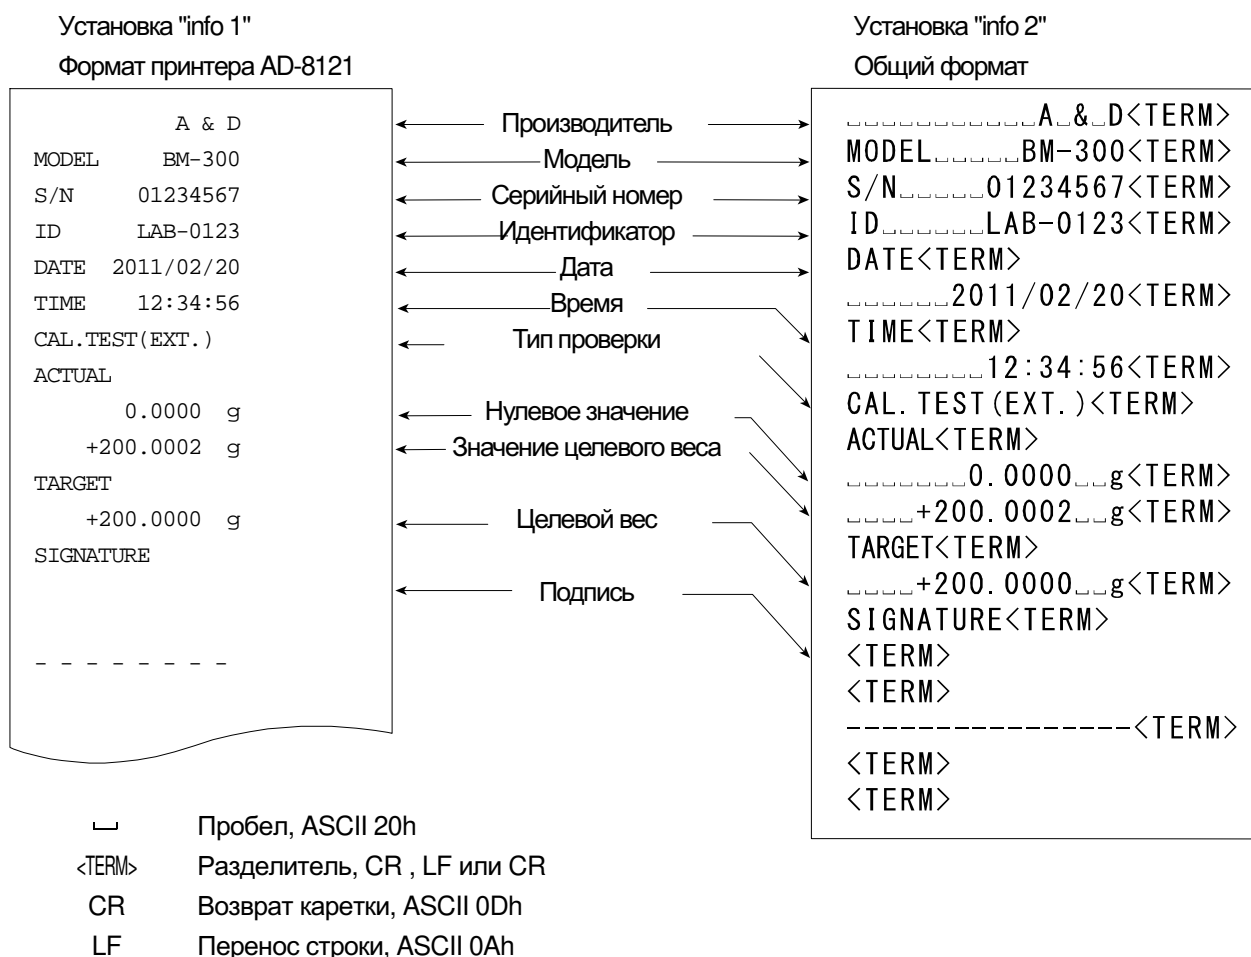 Установка "info 1"
Формат принтера AD-8121
A & D
MODEL BM-300
S/N 01234567
ID LAB-0123
DATE 2011/02/20
TIME 12:34:56
CAL.TEST(EXT.)
ACTUAL
0.0000 g
+200.0002 g
TARGET
+200.0000 g
SIGNATURE
- - - - - - - -
Производитель
Модель
Серийный номер
Идентификатор
Дата
Время
Тип проверки
Нулевое значение
Значение целевого веса
Целевой вес
Подпись
Установка "info 2"
Общий формат
␣␣␣␣␣␣␣␣␣␣␣A␣&␣D<TERM>
MODEL␣␣␣␣␣BM-300<TERM>
S/N␣␣␣␣␣01234567<TERM>
ID␣␣␣␣␣␣LAB-0123<TERM>
DATE<TERM>
␣␣␣␣␣␣2011/02/20<TERM>
TIME<TERM>
␣␣␣␣␣␣␣␣12:34:56<TERM>
CAL.TEST(EXT.)<TERM>
ACTUAL<TERM>
␣␣␣␣␣␣␣0.0000␣␣g<TERM>
␣␣␣␣+200.0002␣␣g<TERM>
TARGET<TERM>
␣␣␣␣+200.0000␣␣g<TERM>
SIGNATURE<TERM>
<TERM>
<TERM>
----------------<TERM>
<TERM>
<TERM>
␣ Пробел, ASCII 20h
<TERM> Разделитель, CR , LF или CR
CR Возврат каретки, ASCII 0Dh
LF Перенос строки, ASCII 0Ah